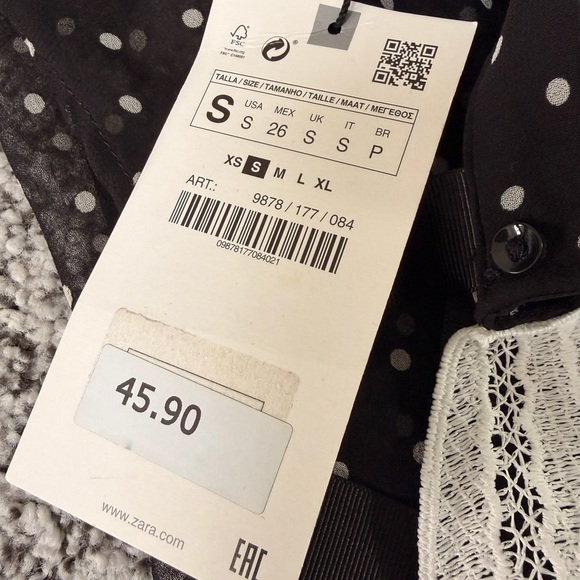 FSC
TALLA / SIZE / TAMANHO / TAILLE / MAAT / ΜΕΓΕΘΟΣ
S USA MEX UK IT BR
S 26 S S P
XS S M L XL
ART.: 9878 / 177 / 084
09878177084021
45.90
www.zara.com
EAC